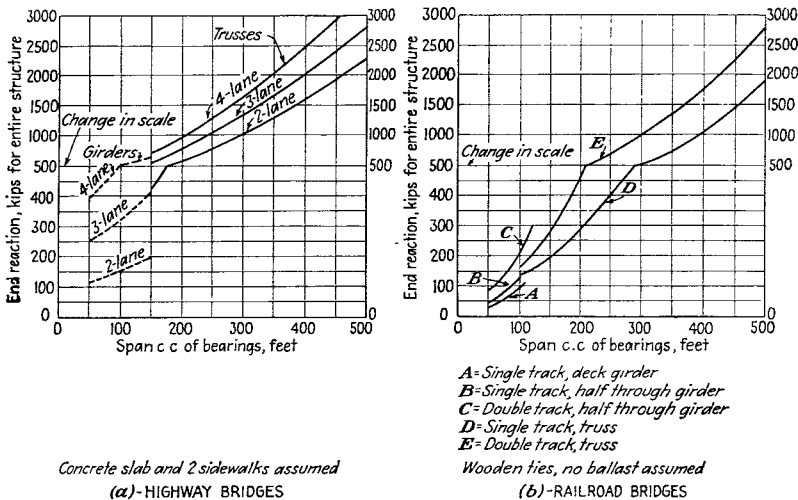 End reaction, kips for entire structure
3000
2500
2000
1500
1000
500
400
300
200
100
0
Change in scale
Trusses
4-lane
3-lane
2-lane
Girders
4-lane
3-lane
2-lane
3000
2500
2000
1500
1000
500
0
0 100 200 300 400 500
Span c.c of bearings, feet
End reaction, kips for entire structure
3000
2500
2000
1500
1000
500
400
300
200
100
0
Change in scale
E
D
C
B
A
3000
2500
2000
1500
1000
500
0
0 100 200 300 400 500
Span c.c of bearings, feet
A=Single track, deck girder
B=Single track, half through girder
C=Double track, half through girder
D=Single track, truss
E=Double track, truss
Concrete slab and 2 sidewalks assumed
(a)-HIGHWAY BRIDGES
Wooden ties, no ballast assumed
(b)-RAILROAD BRIDGES